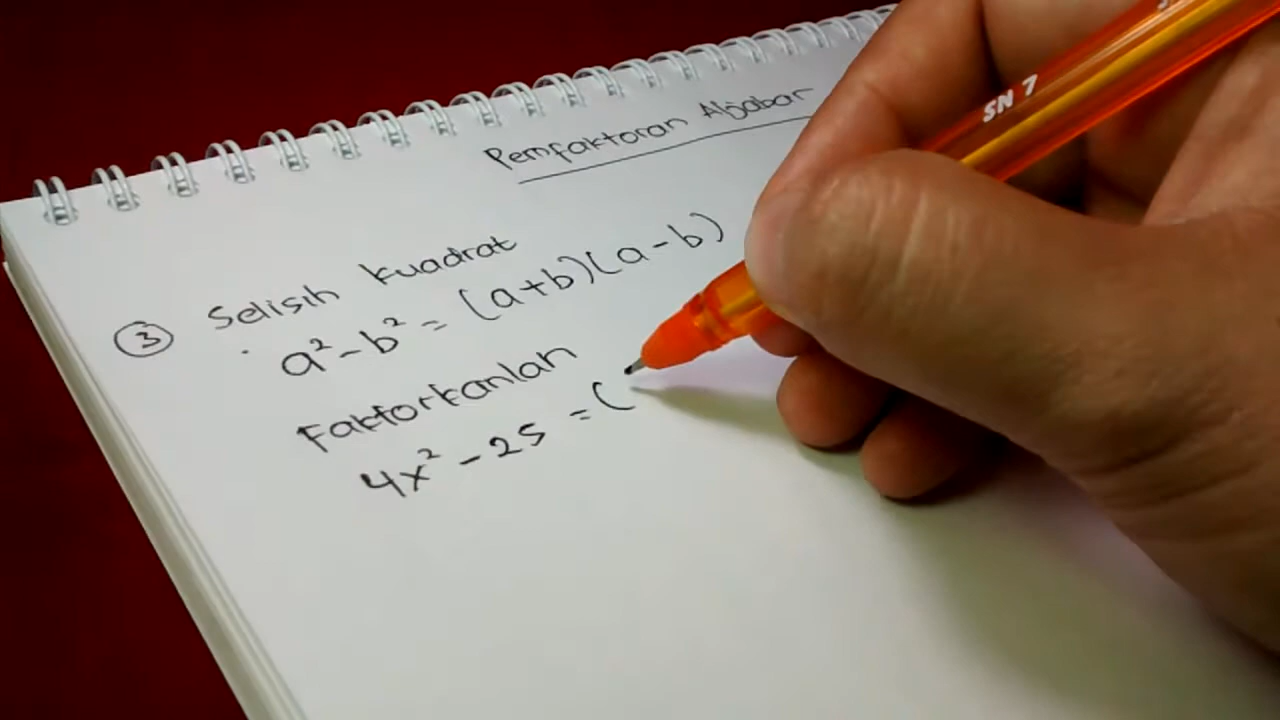 Pemfaktoran Aljabar
③ Selisih kuadrat
a² - b² = (a+b)(a-b)
Faktorkanlah
4x² - 25 = (
SN 7